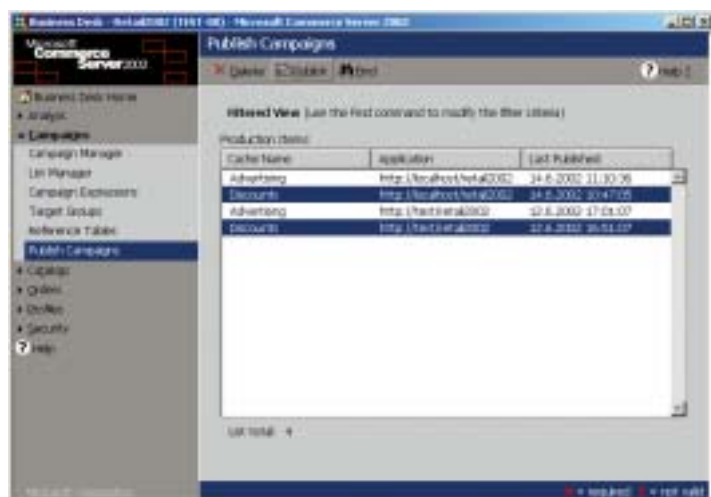 Business Desk - Retail2002 (TEST-00) - Microsoft Commerce Server 2002
Microsoft
Commerce
Server 2002
Publish Campaigns
Delete Publish Find
Help
Business Desk Home
Analysis
Campaigns
Campaign Manager
List Manager
Campaign Expressions
Target Groups
Reference Tables
Publish Campaigns
Catalogs
Orders
Profiles
Security
Help
Filtered View (use the Find command to modify the filter criteria)
Production Items:
Cache Name Application Last Published
Advertising http://localhost/retail2002 14.6.2002 11:10:36
Discounts http://localhost/retail2002 14.6.2002 10:47:05
Advertising http://test/retail2002 12.6.2002 17:01:07
Discounts http://test/retail2002 12.6.2002 16:51:07
List total: 4
= required = not valid